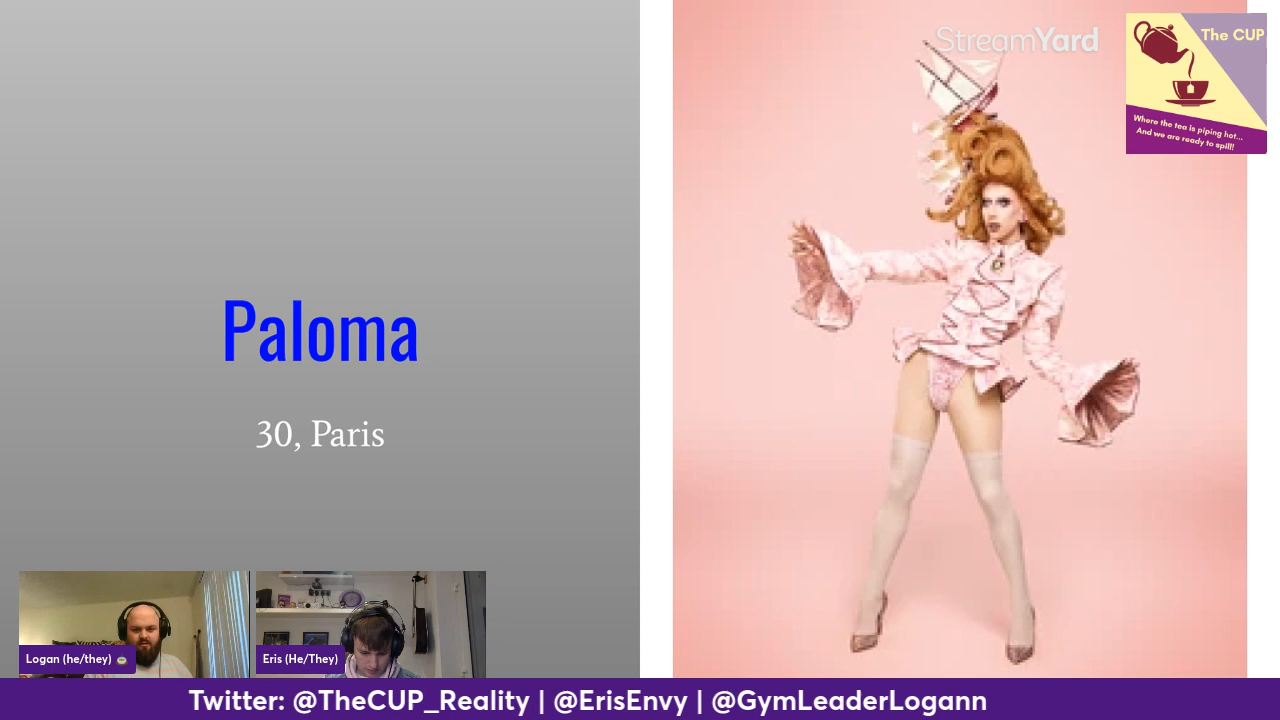 StreamYard
The CUP
Where the tea is piping hot...
And we are ready to spill!
Paloma
30, Paris
Logan (he/they)
Eris (He/They)
Twitter: @TheCUP_Reality | @ErisEnvy | @GymLeaderLogann